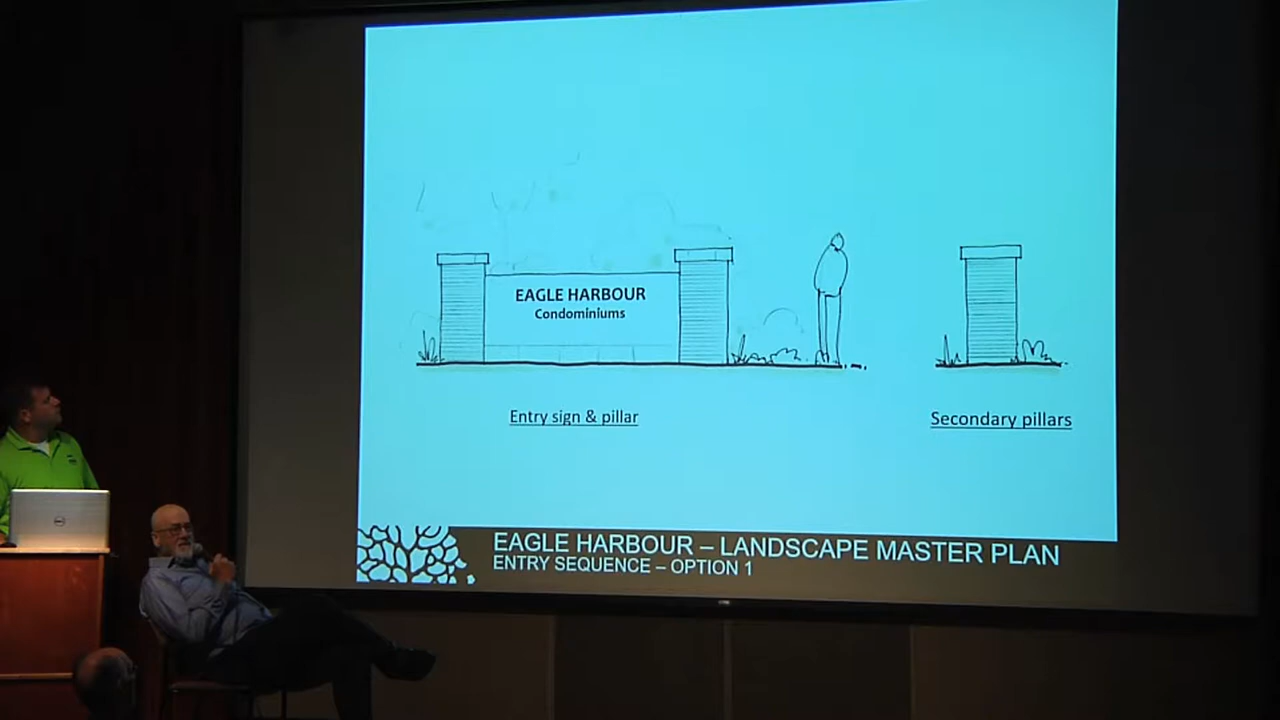 EAGLE HARBOUR
Condominiums
Entry sign & pillar
Secondary pillars
EAGLE HARBOUR – LANDSCAPE MASTER PLAN
ENTRY SEQUENCE – OPTION 1